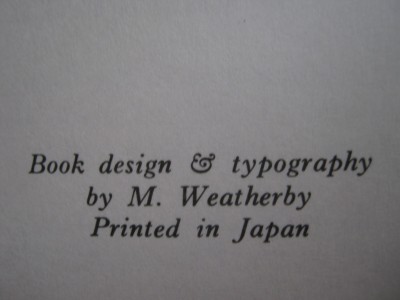 Book design & typography
by M. Weatherby
Printed in Japan